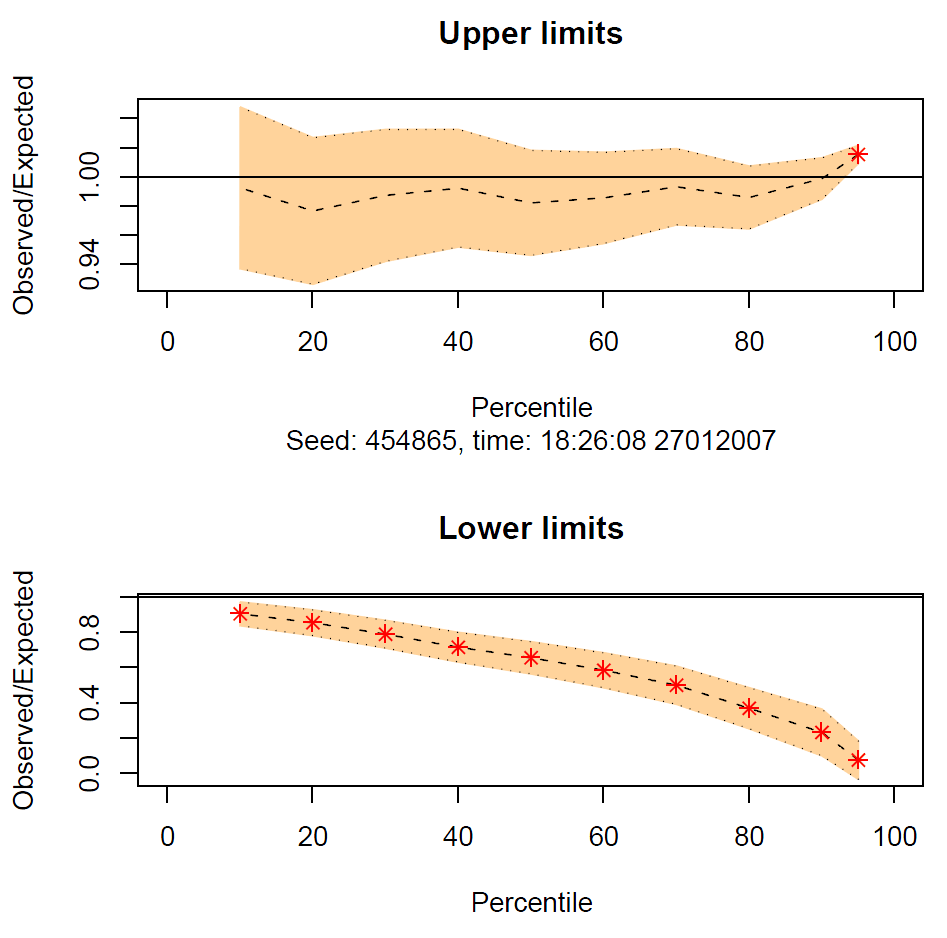 Upper limits
Observed/Expected
1.00
0.94
0 20 40 60 80 100
Percentile
Seed: 454865, time: 18:26:08 27012007
Lower limits
Observed/Expected
0.8
0.4
0.0
0 20 40 60 80 100
Percentile